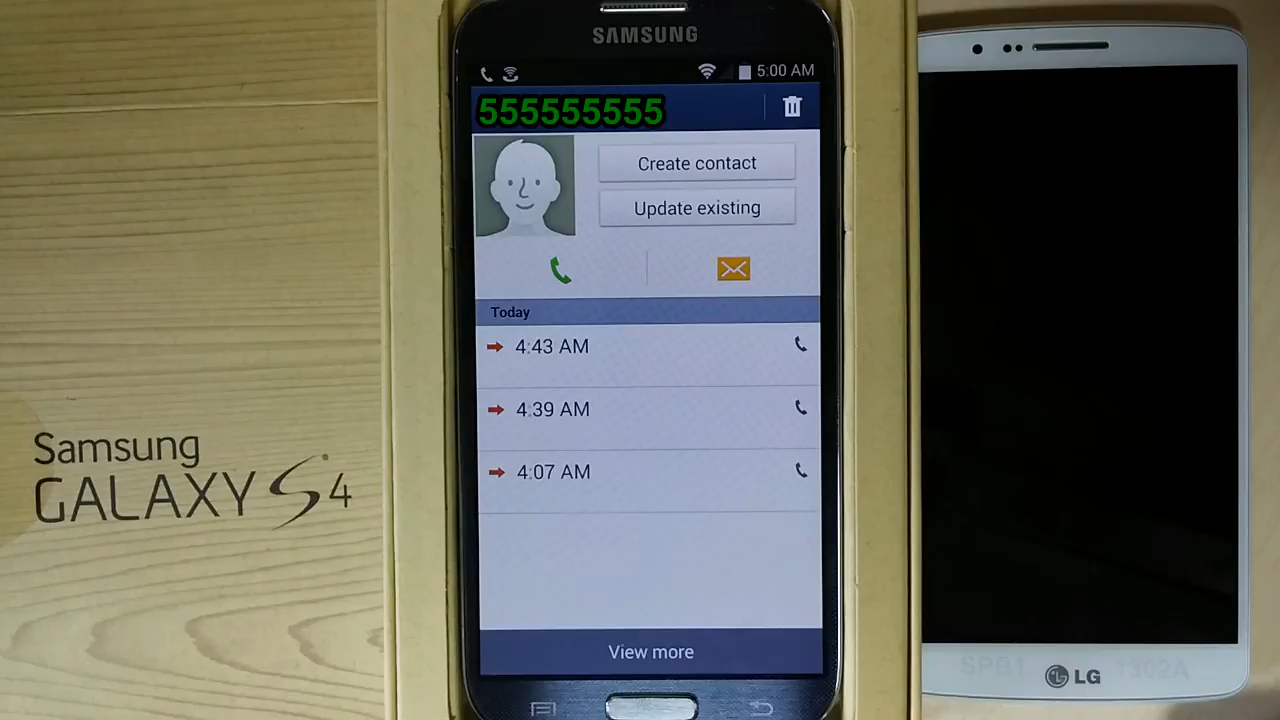 Samsung
GALAXY S4
SAMSUNG
5:00 AM
555555555
Create contact
Update existing
Today
4:43 AM
4:39 AM
4:07 AM
View more
LG